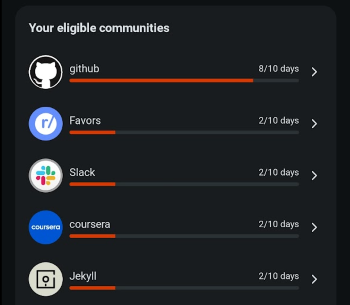 Your eligible communities
github 8/10 days
r/ Favors 2/10 days
Slack 2/10 days
coursera coursera 2/10 days
Jekyll 2/10 days